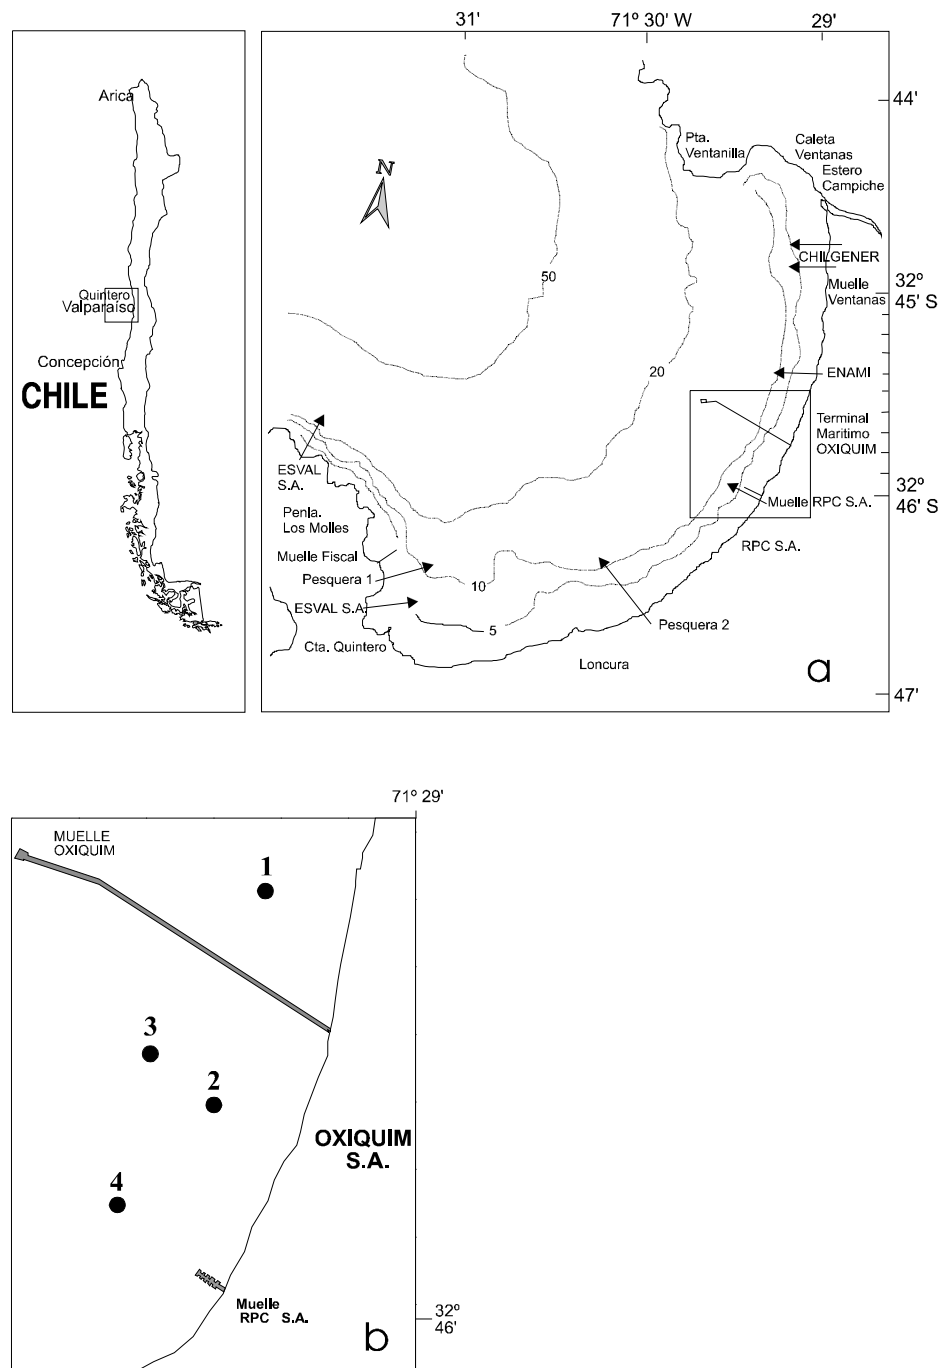 31'
71º 30' W
29'
Arica
Quintero
Valparaíso
Concepción
CHILE
N
44'
Pta.
Ventanilla
Caleta
Ventanas
Estero
Campiche
CHILGENER
Muelle
Ventanas
32º
45' S
50
20
ENAMI
Terminal
Maritimo
OXIQUIM
32º
46' S
Muelle RPC S.A.
RPC S.A.
ESVAL
S.A.
Penla.
Los Molles
Muelle Fiscal
Pesquera 1
10
ESVAL S.A.
5
Pesquera 2
Cta. Quintero
Loncura
a
47'
71º 29'
MUELLE
OXIQUIM
1
3
2
OXIQUIM
S.A.
4
Muelle
RPC S.A.
32º
46'
b